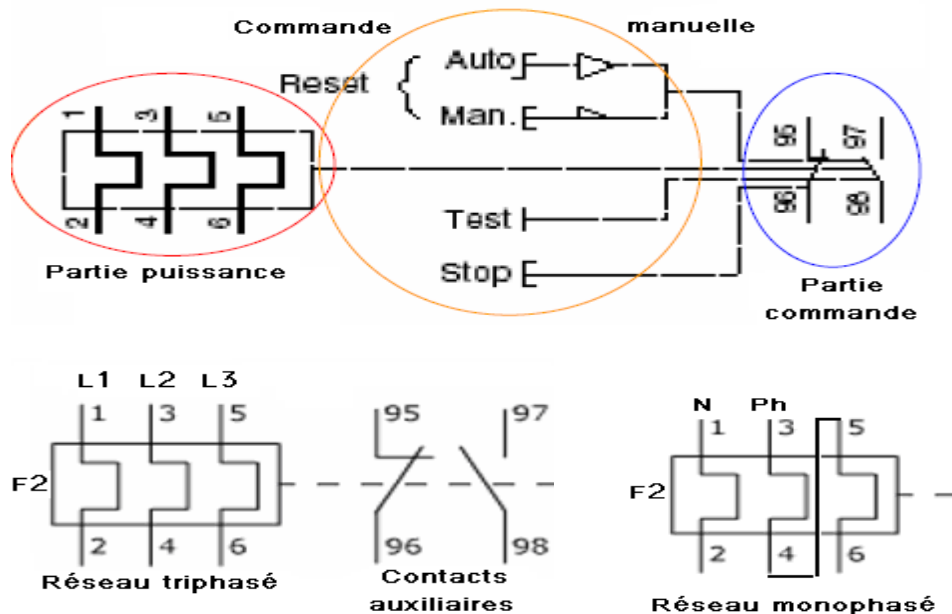 Commande manuelle
Reset
Auto
Man.
Test
Stop
1 3 5
2 4 6
Partie puissance
95 97
96 98
Partie
commande
L1 L2 L3
1 3 5
F2
2 4 6
Réseau triphasé
95 97
96 98
Contacts
auxiliaires
N Ph
1 3 5
F2
2 4 6
Réseau monophasé